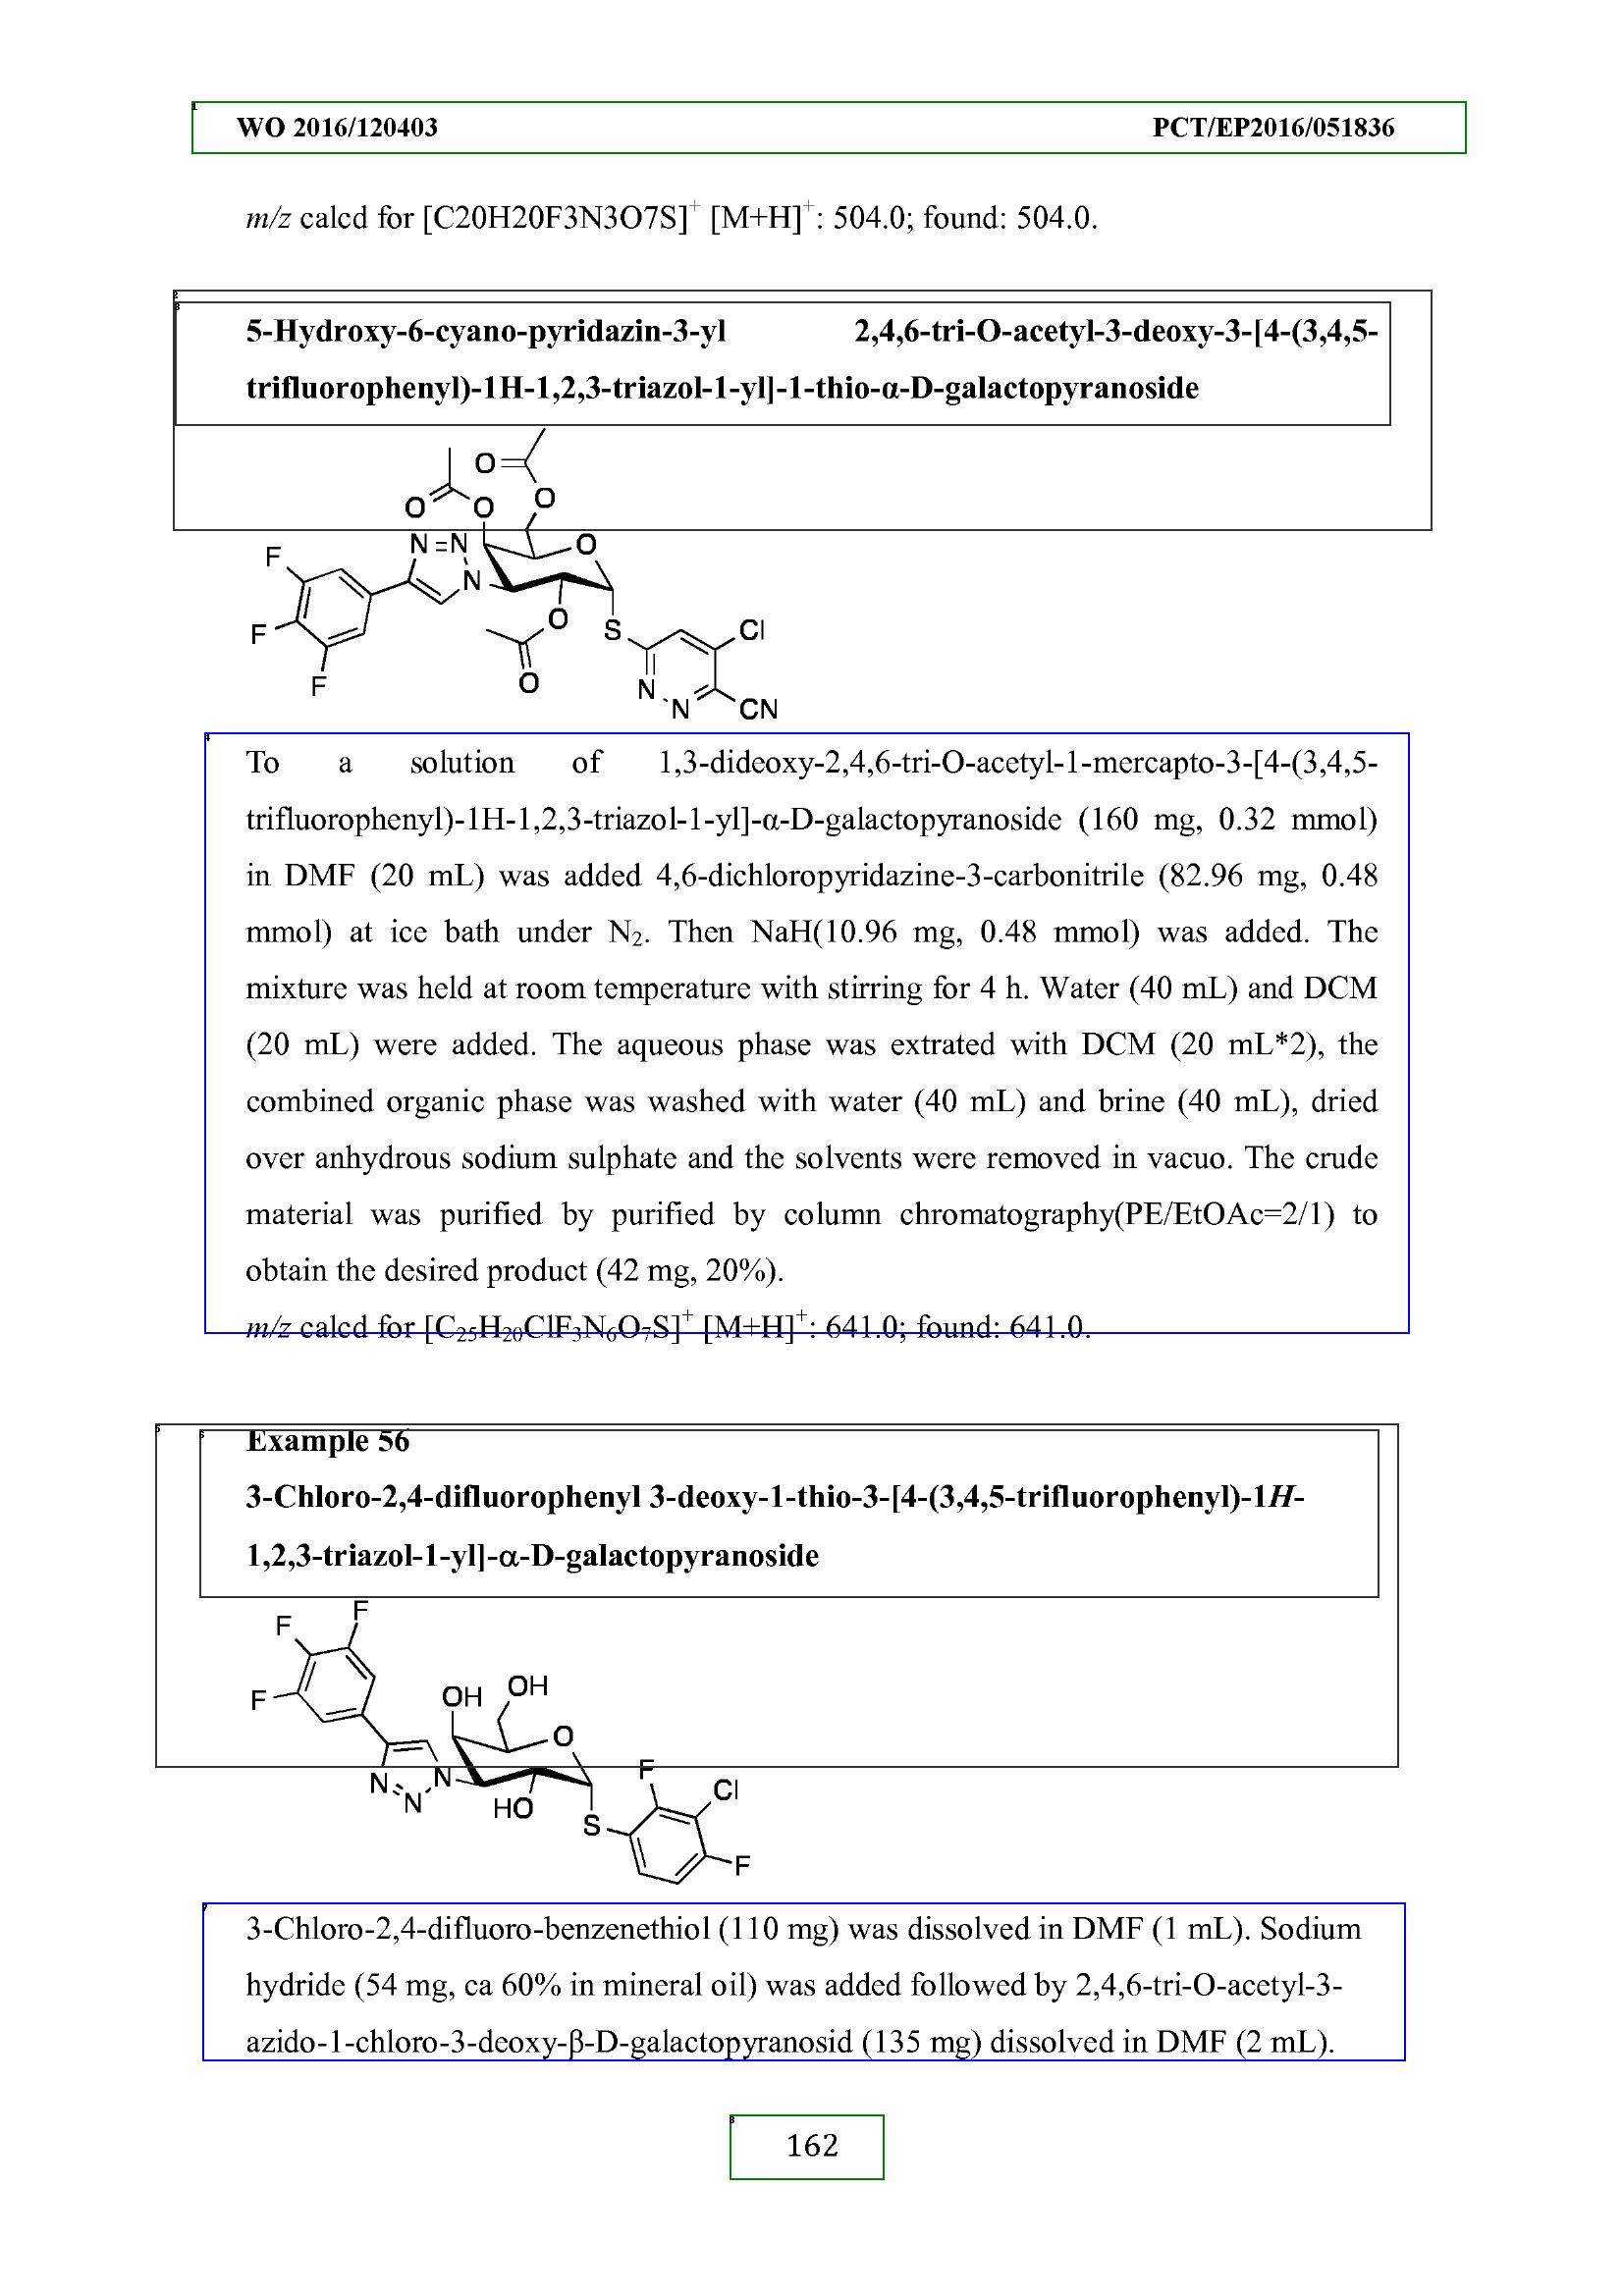 WO 2016/120403 PCT/EP2016/051836
m/z calcd for [C20H20F3N3O7S]+ [M+H]+: 504.0; found: 504.0.
5-Hydroxy-6-cyano-pyridazin-3-yl 2,4,6-tri-O-acetyl-3-deoxy-3-[4-(3,4,5-
trifluorophenyl)-1H-1,2,3-triazol-1-yl]-1-thio-α-D-galactopyranoside
O
O
O
O
N=N
O
F
N
F
O
S
Cl
F
O
N
N
CN
To a solution of 1,3-dideoxy-2,4,6-tri-O-acetyl-1-mercapto-3-[4-(3,4,5-
trifluorophenyl)-1H-1,2,3-triazol-1-yl]-α-D-galactopyranoside (160 mg, 0.32 mmol)
in DMF (20 mL) was added 4,6-dichloropyridazine-3-carbonitrile (82.96 mg, 0.48
mmol) at ice bath under N₂. Then NaH(10.96 mg, 0.48 mmol) was added. The
mixture was held at room temperature with stirring for 4 h. Water (40 mL) and DCM
(20 mL) were added. The aqueous phase was extrated with DCM (20 mL*2), the
combined organic phase was washed with water (40 mL) and brine (40 mL), dried
over anhydrous sodium sulphate and the solvents were removed in vacuo. The crude
material was purified by purified by column chromatography(PE/EtOAc=2/1) to
obtain the desired product (42 mg, 20%).
m/z calcd for [C₂₅H₂₀ClF₃N₆O₇S]+ [M+H]+: 641.0; found: 641.0.
Example 56
3-Chloro-2,4-difluorophenyl 3-deoxy-1-thio-3-[4-(3,4,5-trifluorophenyl)-1H-
1,2,3-triazol-1-yl]-α-D-galactopyranoside
F
F
F
OH
OH
O
N
N
N
HO
F
Cl
S
F
3-Chloro-2,4-difluoro-benzenethiol (110 mg) was dissolved in DMF (1 mL). Sodium
hydride (54 mg, ca 60% in mineral oil) was added followed by 2,4,6-tri-O-acetyl-3-
azido-1-chloro-3-deoxy-β-D-galactopyranosid (135 mg) dissolved in DMF (2 mL).
162